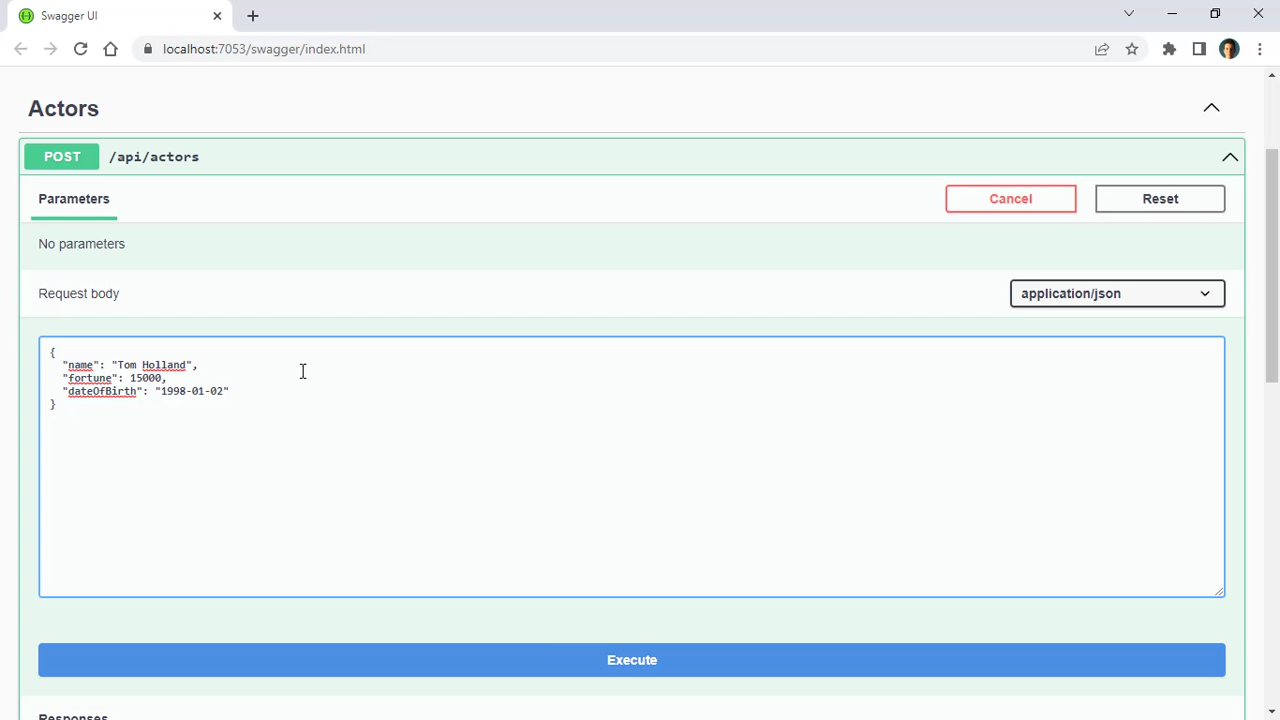 Swagger UI
localhost:7053/swagger/index.html
Actors
POST /api/actors
Parameters
Cancel
Reset
No parameters
Request body
application/json
{
"name": "Tom Holland",
"fortune": 15000,
"dateOfBirth": "1998-01-02"
}
Execute
Responses